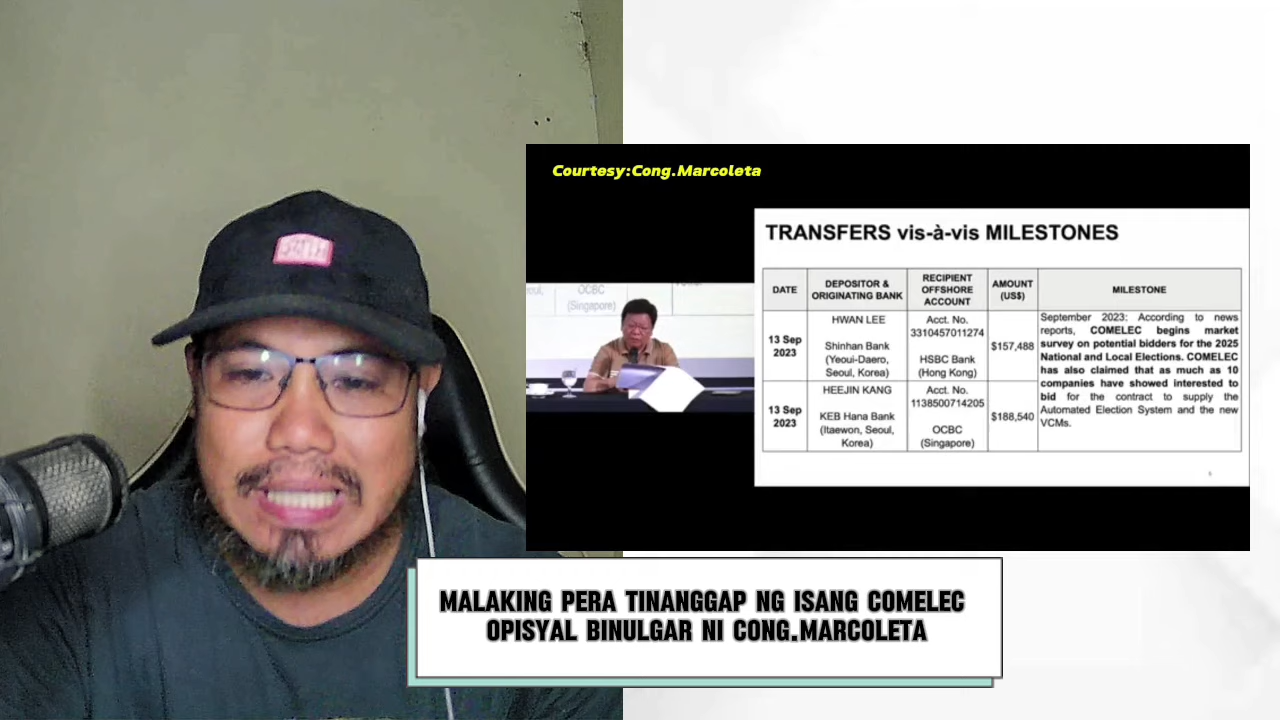 Courtesy:Cong.Marcoleta
TRANSFERS vis-à-vis MILESTONES
DATE
DEPOSITOR &
ORIGINATING BANK
RECIPIENT
OFFSHORE
ACCOUNT
AMOUNT
(US$)
MILESTONE
13 Sep
2023
HWAN LEE
Shinhan Bank
(Yeoui-Daero,
Seoul, Korea)
Acct. No.
3310457011274
HSBC Bank
(Hong Kong)
$157,488
13 Sep
2023
HEEJIN KANG
KEB Hana Bank
(Itaewon, Seoul,
Korea)
Acct. No.
1138500714205
OCBC
(Singapore)
$188,540
September 2023: According to news
reports, COMELEC begins market
survey on potential bidders for the 2025
National and Local Elections. COMELEC
has also claimed that as much as 10
companies have showed interested to
bid for the contract to supply the
Automated Election System and the new
VCMs.
OCBC
(Singapore)
MALAKING PERA TINANGGAP NG ISANG COMELEC
OPISYAL BINULGAR NI CONG.MARCOLETA